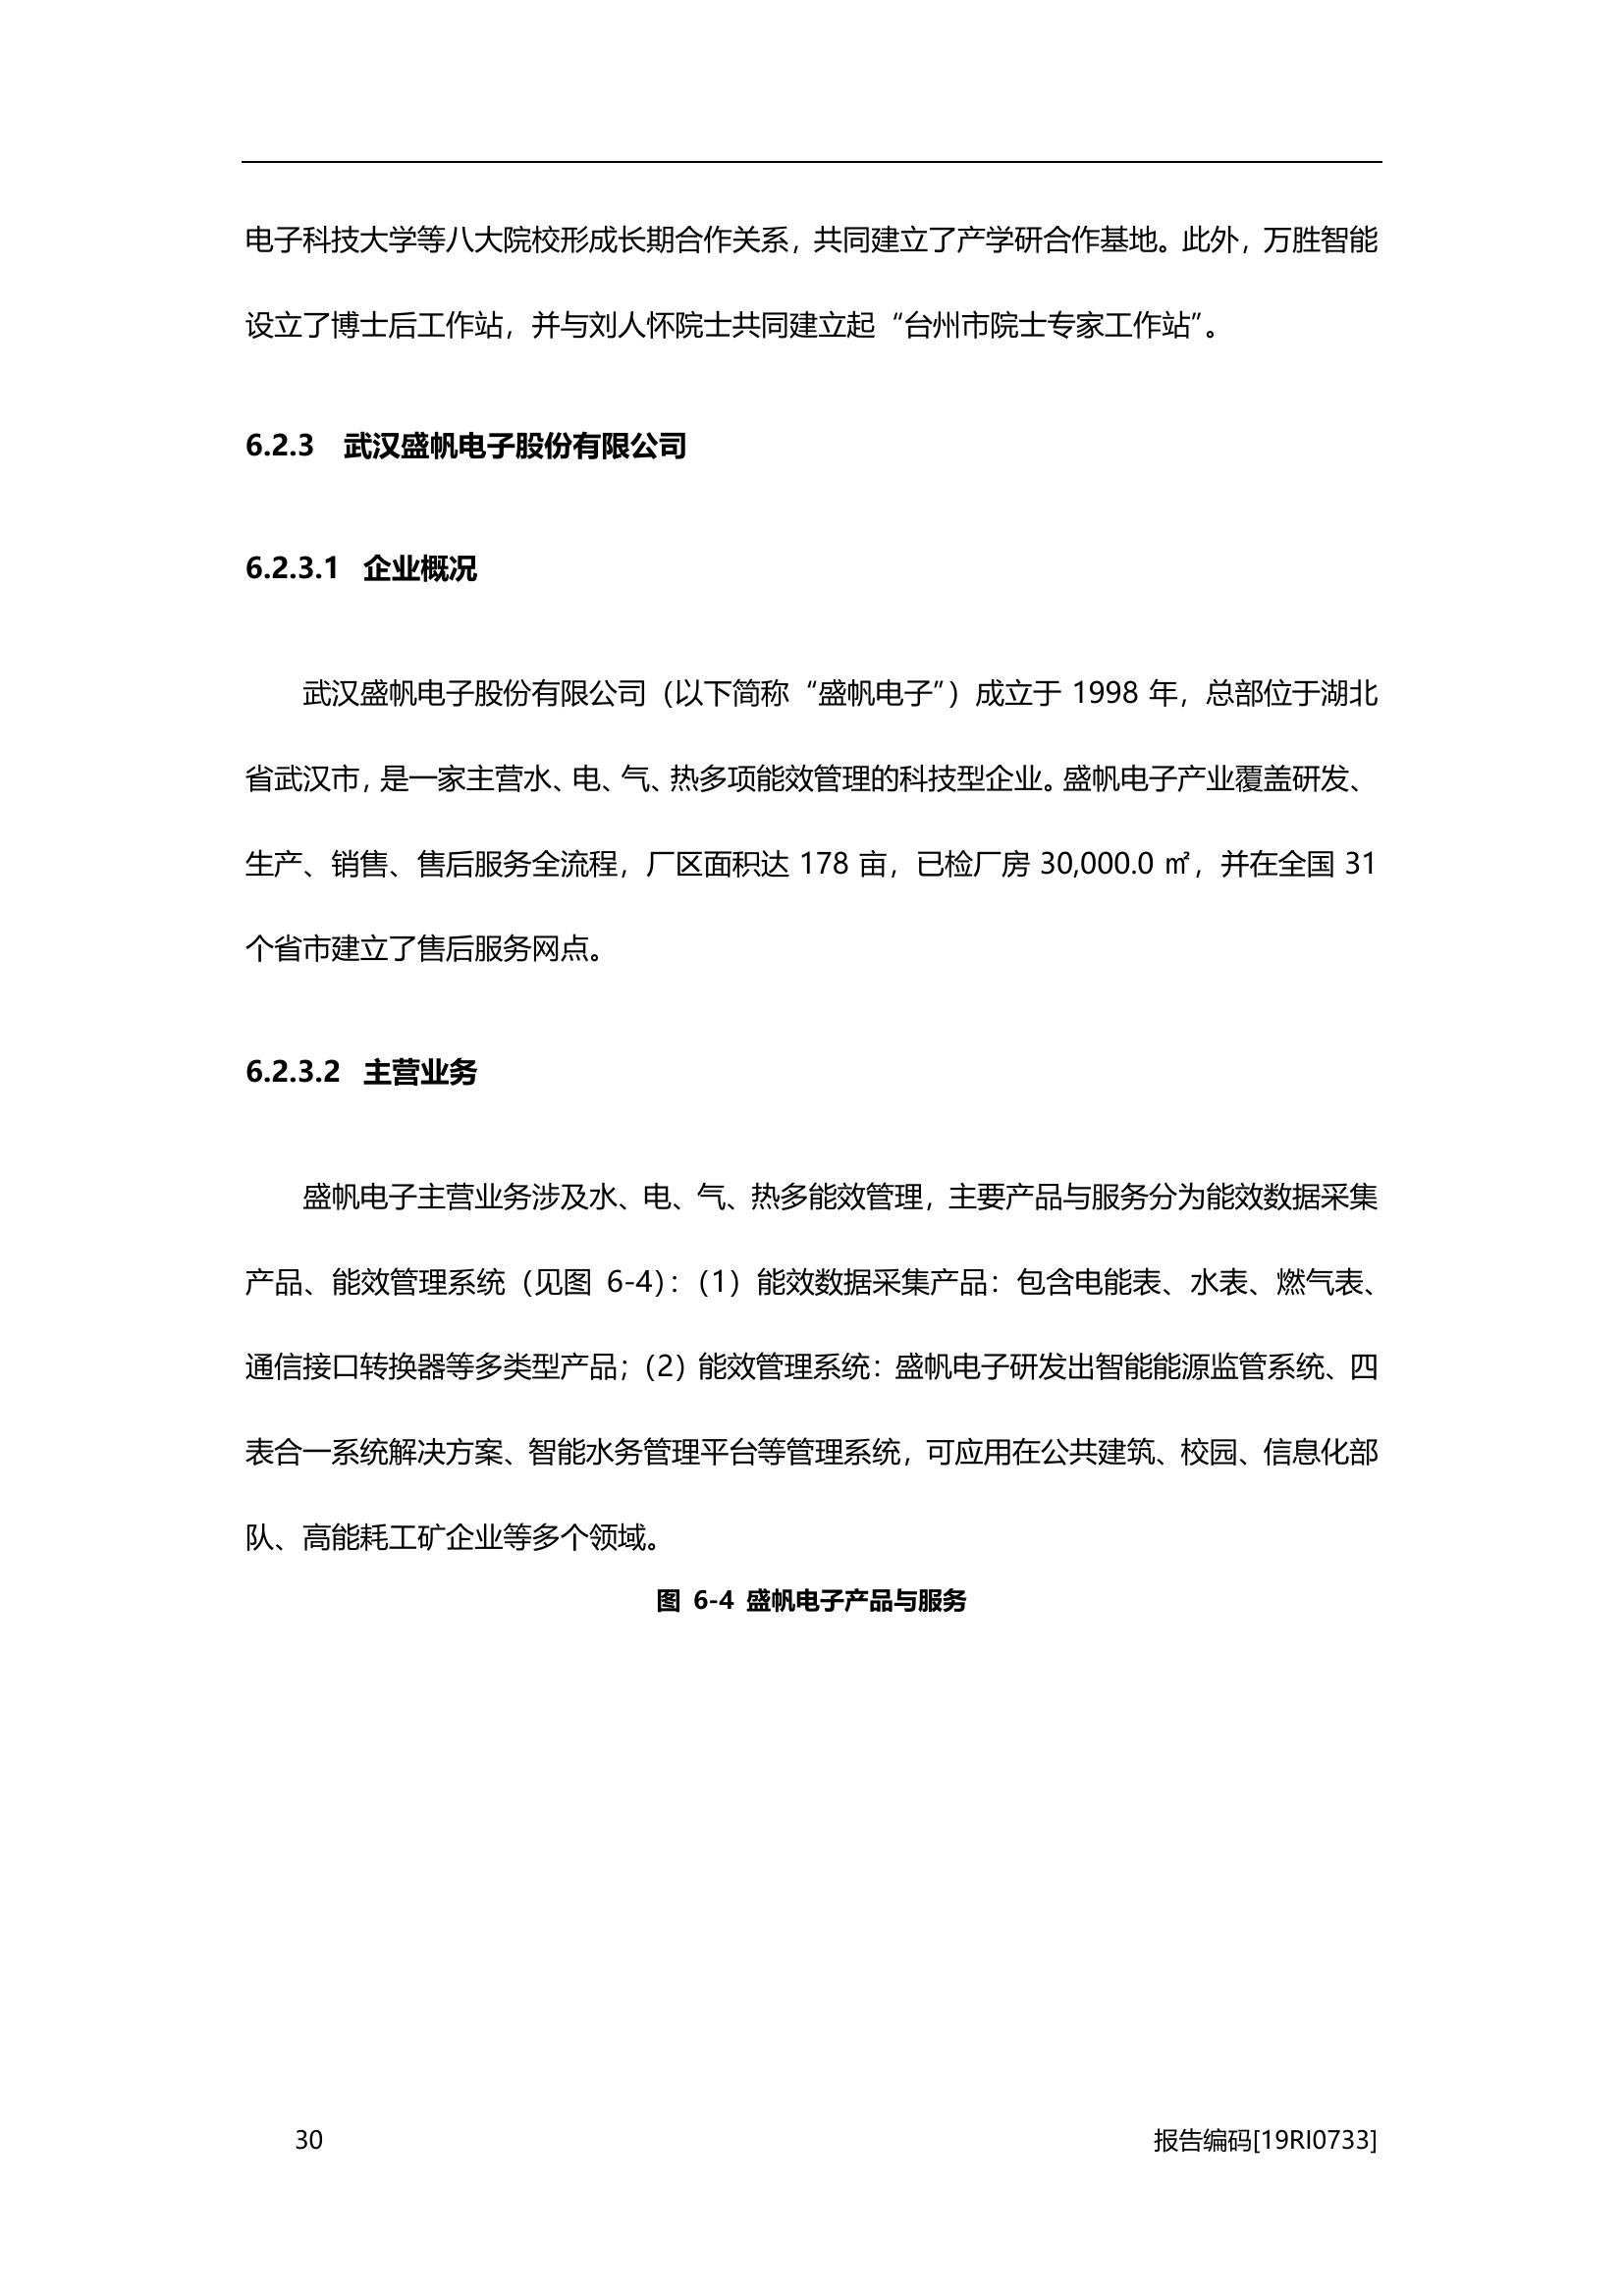 电子科技大学等八大院校形成长期合作关系，共同建立了产学研合作基地。此外，万胜智能
设立了博士后工作站，并与刘人怀院士共同建立起“台州市院士专家工作站”。
6.2.3 武汉盛帆电子股份有限公司
6.2.3.1 企业概况
武汉盛帆电子股份有限公司（以下简称“盛帆电子”）成立于 1998 年，总部位于湖北
省武汉市，是一家主营水、电、气、热多项能效管理的科技型企业。盛帆电子产业覆盖研发、
生产、销售、售后服务全流程，厂区面积达 178 亩，已检厂房 30,000.0 ㎡，并在全国 31
个省市建立了售后服务网点。
6.2.3.2 主营业务
盛帆电子主营业务涉及水、电、气、热多能效管理，主要产品与服务分为能效数据采集
产品、能效管理系统（见图 6-4）：（1）能效数据采集产品：包含电能表、水表、燃气表、
通信接口转换器等多类型产品；（2）能效管理系统：盛帆电子研发出智能能源监管系统、四
表合一系统解决方案、智能水务管理平台等管理系统，可应用在公共建筑、校园、信息化部
队、高能耗工矿企业等多个领域。
图 6-4 盛帆电子产品与服务
30 报告编码[19RI0733]